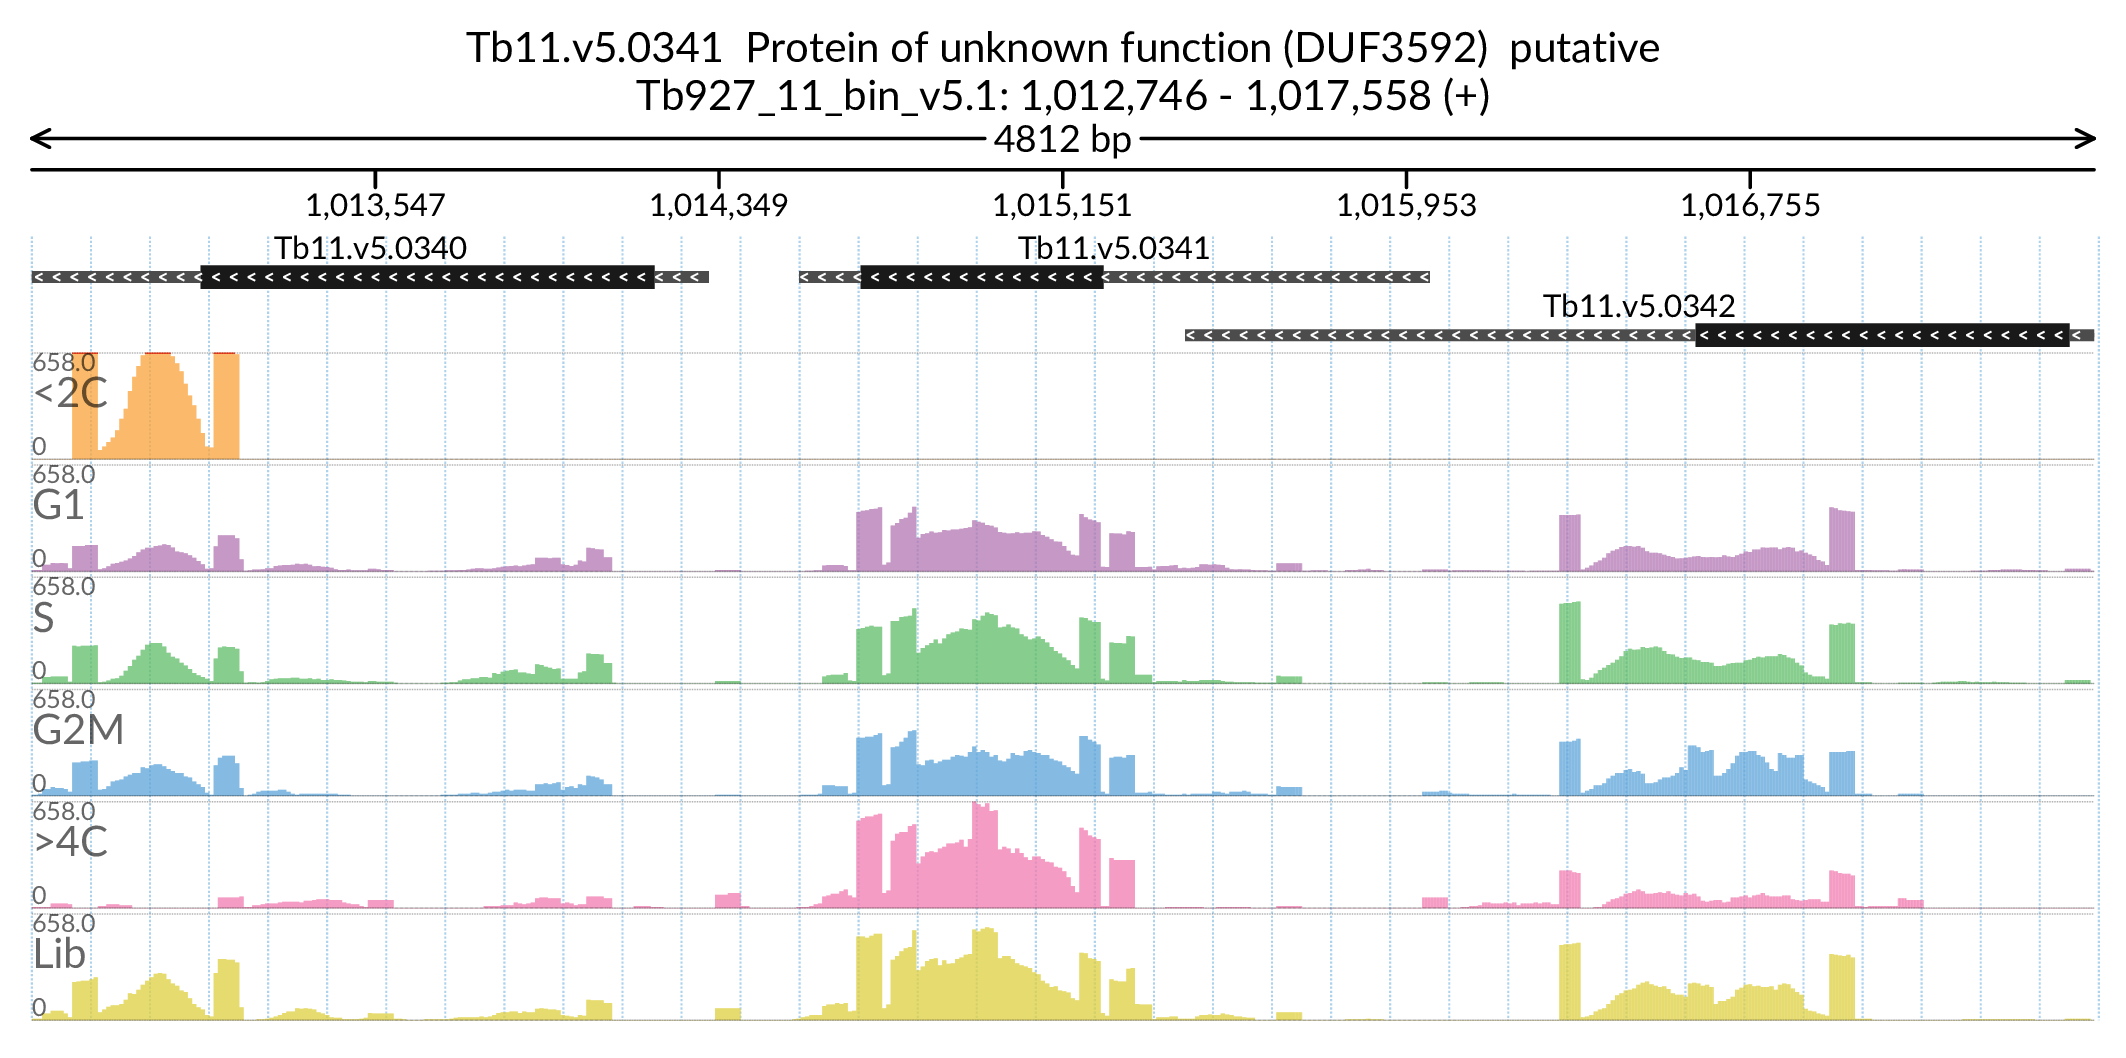 Tb11.v5.0341  Protein of unknown function (DUF3592)  putative
Tb927_11_bin_v5.1: 1,012,746 - 1,017,558 (+)
4812 bp
1,013,547 1,014,349 1,015,151 1,015,953 1,016,755
Tb11.v5.0340 Tb11.v5.0341
Tb11.v5.0342
658.0
<2C
0
658.0
G1
0
658.0
S
0
658.0
G2M
0
658.0
>4C
0
658.0
Lib
0